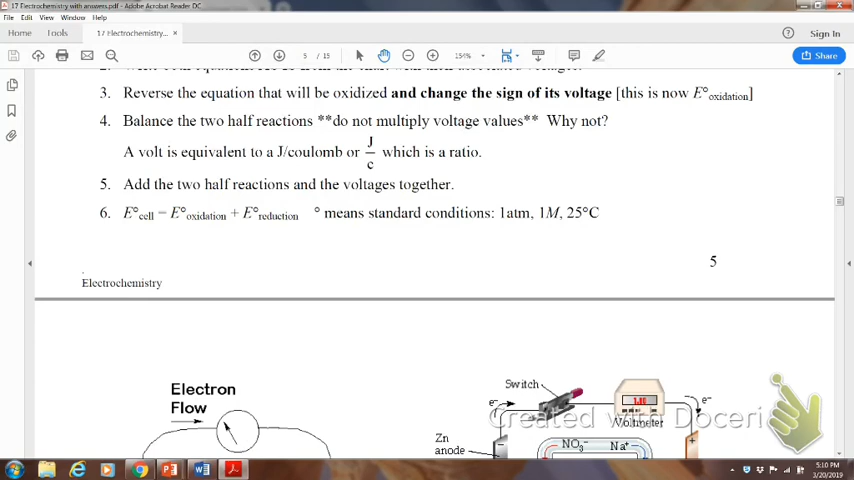 17 Electrochemistry with answers.pdf - Adobe Acrobat Reader DC
File Edit View Window Help
Home Tools 17 Electrochemistry... × Sign In
5 / 15 154% Share
3. Reverse the equation that will be oxidized and change the sign of its voltage [this is now E°oxidation]
4. Balance the two half reactions **do not multiply voltage values** Why not?
A volt is equivalent to a J/coulomb or J/c which is a ratio.
5. Add the two half reactions and the voltages together.
6. E°cell = E°oxidation + E°reduction ° means standard conditions: 1atm, 1M, 25°C
5
Electrochemistry
Electron
Flow
Switch
e-
1.10
e-
Created with Doceri
Voltmeter
Zn
anode
−
NO3− Na+
+
5:10 PM
3/20/2019